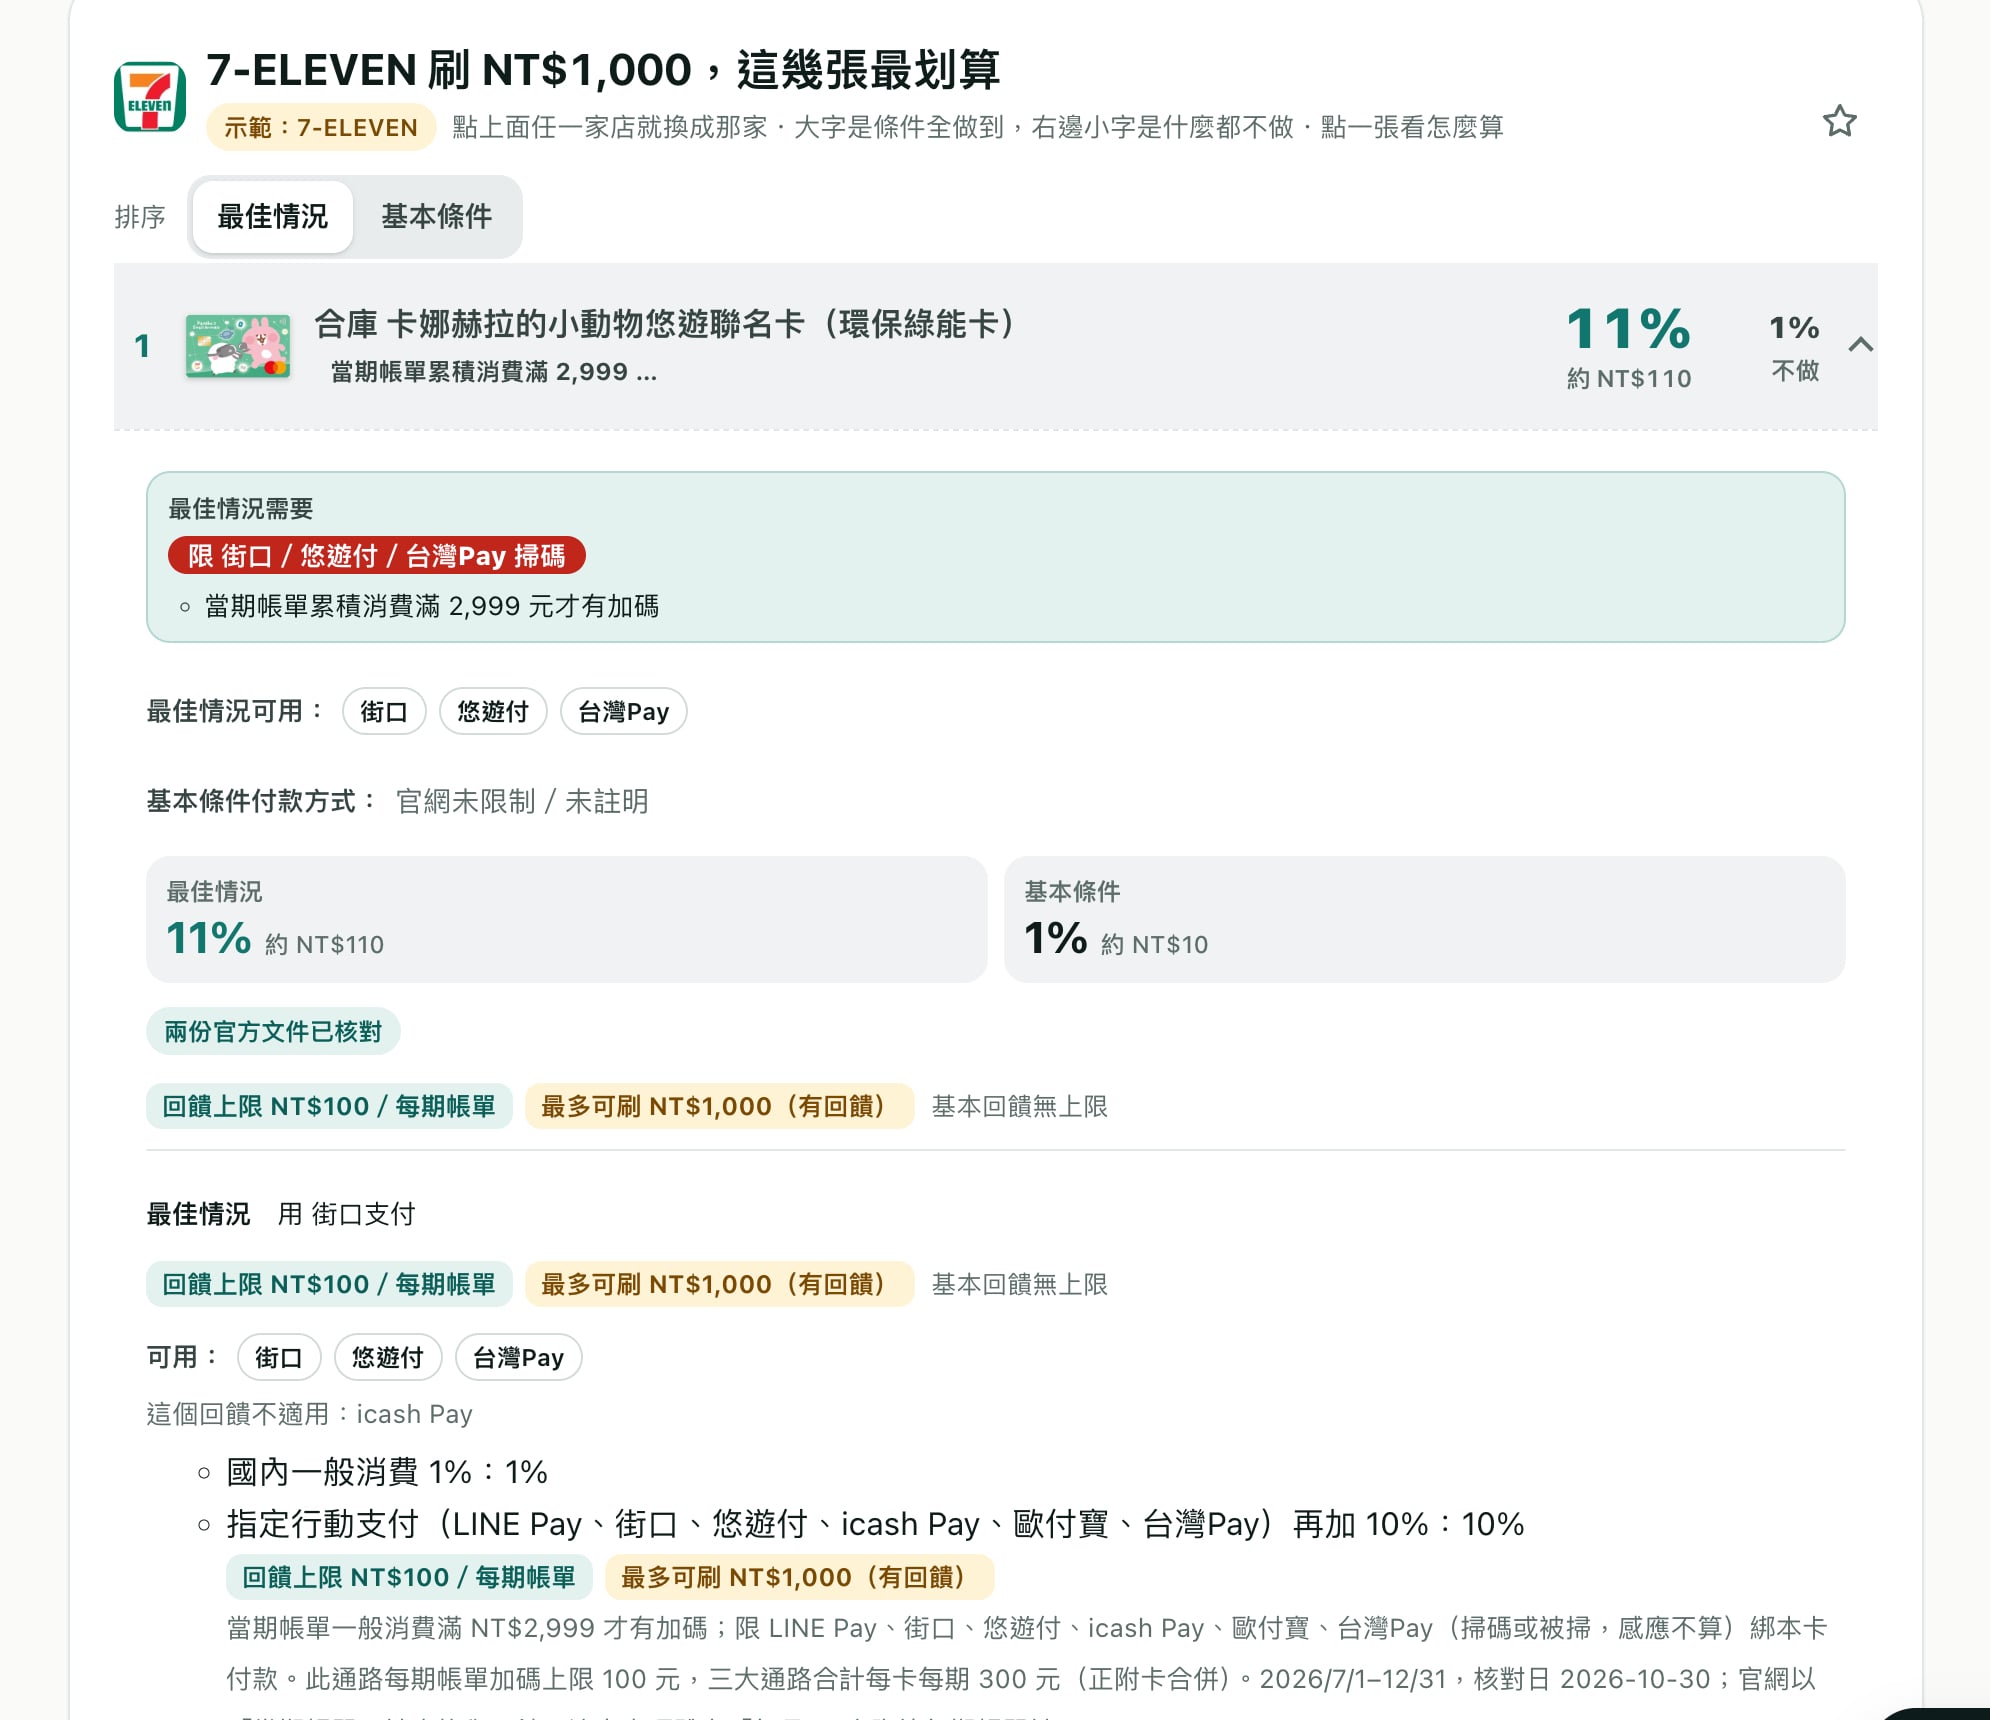 7-ELEVEN 刷 NT$1,000，這幾張最划算
7
ELEVEN
示範：7-ELEVEN 點上面任一家店就換成那家．大字是條件全做到，右邊小字是什麼都不做．點一張看怎麼算
排序 最佳情況 基本條件
1 合庫 卡娜赫拉的小動物悠遊聯名卡（環保綠能卡） 11% 1%
當期帳單累積消費滿 2,999 ... 約 NT$110 不做
最佳情況需要
限 街口 / 悠遊付 / 台灣Pay 掃碼
當期帳單累積消費滿 2,999 元才有加碼
最佳情況可用： 街口 悠遊付 台灣Pay
基本條件付款方式： 官網未限制 / 未註明
最佳情況
11% 約 NT$110
基本條件
1% 約 NT$10
兩份官方文件已核對
回饋上限 NT$100 / 每期帳單 最多可刷 NT$1,000（有回饋） 基本回饋無上限
最佳情況 用 街口支付
回饋上限 NT$100 / 每期帳單 最多可刷 NT$1,000（有回饋） 基本回饋無上限
可用： 街口 悠遊付 台灣Pay
這個回饋不適用：icash Pay
國內一般消費 1%：1%
指定行動支付（LINE Pay、街口、悠遊付、icash Pay、歐付寶、台灣Pay）再加 10%：10%
回饋上限 NT$100 / 每期帳單 最多可刷 NT$1,000（有回饋）
當期帳單一般消費滿 NT$2,999 才有加碼；限 LINE Pay、街口、悠遊付、icash Pay、歐付寶、台灣Pay（掃碼或被掃，感應不算）綁本卡
付款。此通路每期帳單加碼上限 100 元，三大通路合計每卡每期 300 元（正附卡合併）。2026/7/1–12/31，核對日 2026-10-30；官網以